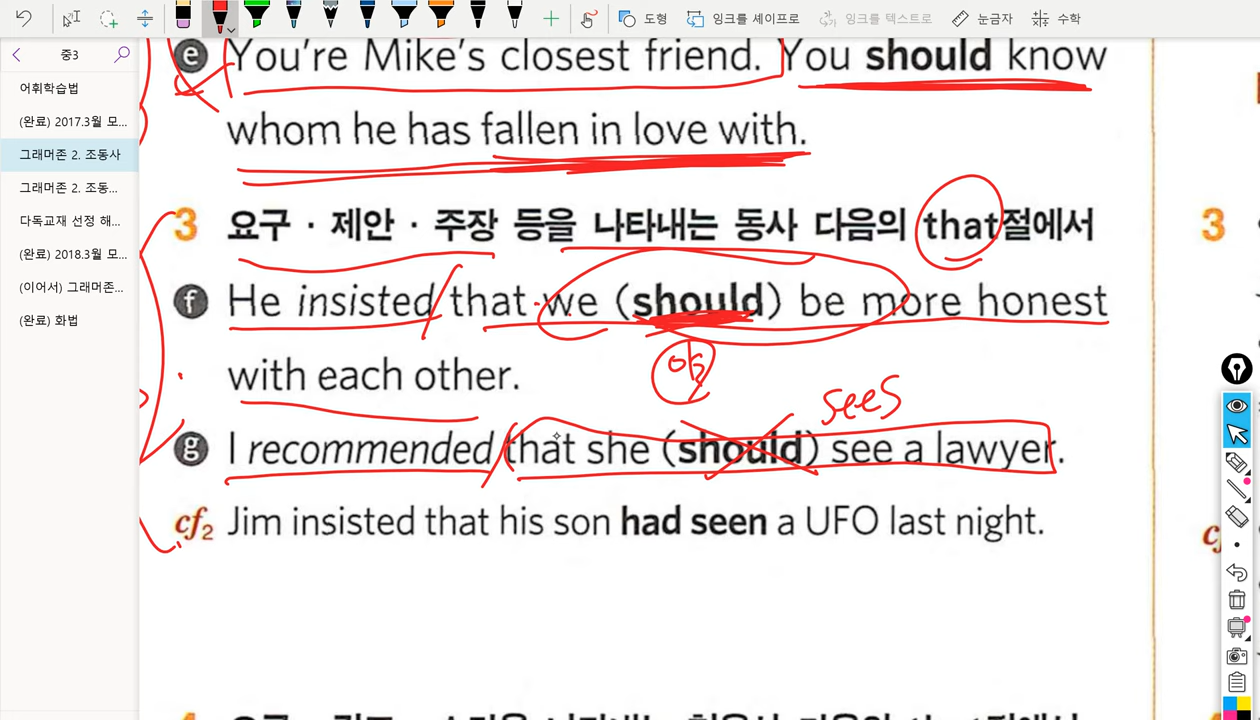 도형
잉크를 셰이프로
잉크를 텍스트로
눈금자
수학
중3
어휘학습법
(완료) 2017.3월 모...
그래머존 2. 조동사
그래머존 2. 조동...
다독교재 선정 해...
(완료) 2018.3월 모...
(이어서) 그래머존...
(완료) 화법
e You're Mike's closest friend. You should know
whom he has fallen in love with.
3 요구 · 제안 · 주장 등을 나타내는 동사 다음의 that절에서
f He insisted that we (should) be more honest
with each other.
sees
g I recommended that she (should) see a lawyer.
cf2 Jim insisted that his son had seen a UFO last night.
3